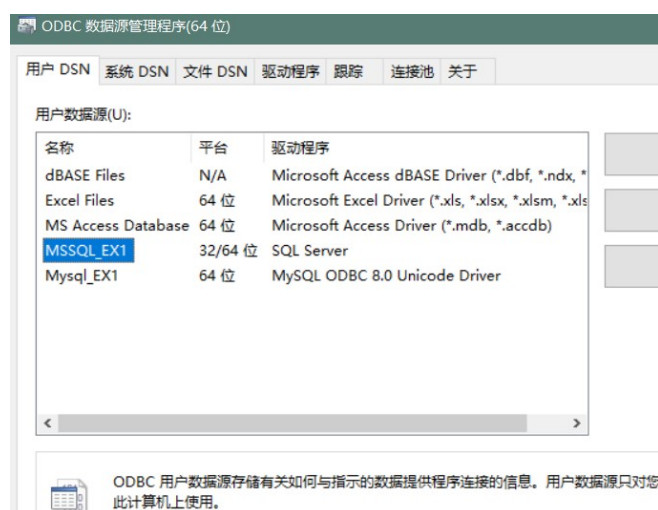 ODBC 数据源管理程序(64 位)
用户 DSN 系统 DSN 文件 DSN 驱动程序 跟踪 连接池 关于
用户数据源(U):
名称 平台 驱动程序
dBASE Files N/A Microsoft Access dBASE Driver (*.dbf, *.ndx, *
Excel Files 64 位 Microsoft Excel Driver (*.xls, *.xlsx, *.xlsm, *.xls
MS Access Database 64 位 Microsoft Access Driver (*.mdb, *.accdb)
MSSQL_EX1 32/64 位 SQL Server
Mysql_EX1 64 位 MySQL ODBC 8.0 Unicode Driver
ODBC 用户数据源存储有关如何与指示的数据提供程序连接的信息。用户数据源只对您
此计算机上使用。